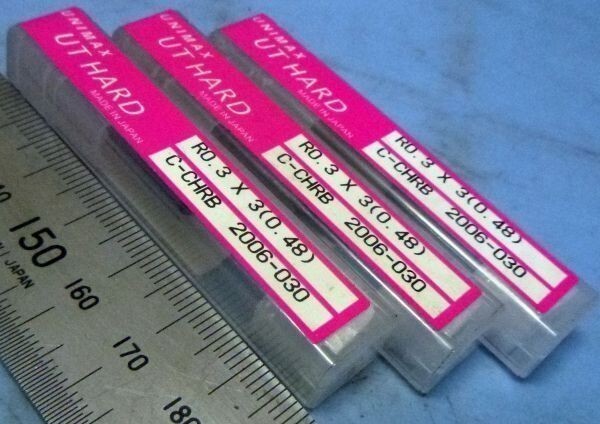 UNIMAX
UT HARD
MADE IN JAPAN
R0.3 X 3(0.48)
C-CHRB 2006-030
UNIMAX
UT HARD
MADE IN JAPAN
R0.3 X 3(0.48)
C-CHRB 2006-030
UNIMAX
UT HARD
MADE IN JAPAN
R0.3 X 3(0.48)
C-CHRB 2006-030
150 160 170 180
JAPAN